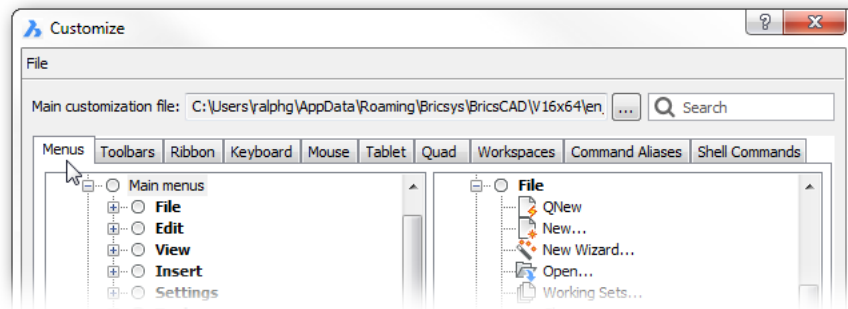 Customize
File
Main customization file: C:\Users\ralphg\AppData\Roaming\Bricsys\BricsCAD\V16x64\en_ ... Search
Menus Toolbars Ribbon Keyboard Mouse Tablet Quad Workspaces Command Aliases Shell Commands
Main menus
File
Edit
View
Insert
Settings
File
QNew
New...
New Wizard...
Open...
Working Sets...